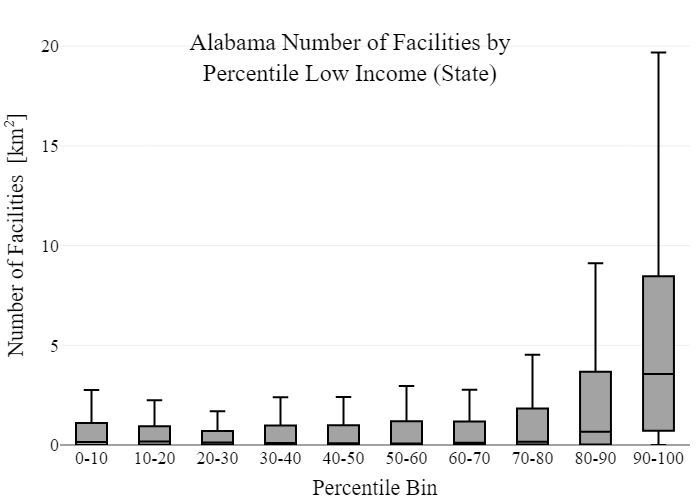 Alabama Number of Facilities by
Percentile Low Income (State)
Number of Facilities [km²]
20
15
10
5
0
0-10 10-20 20-30 30-40 40-50 50-60 60-70 70-80 80-90 90-100
Percentile Bin